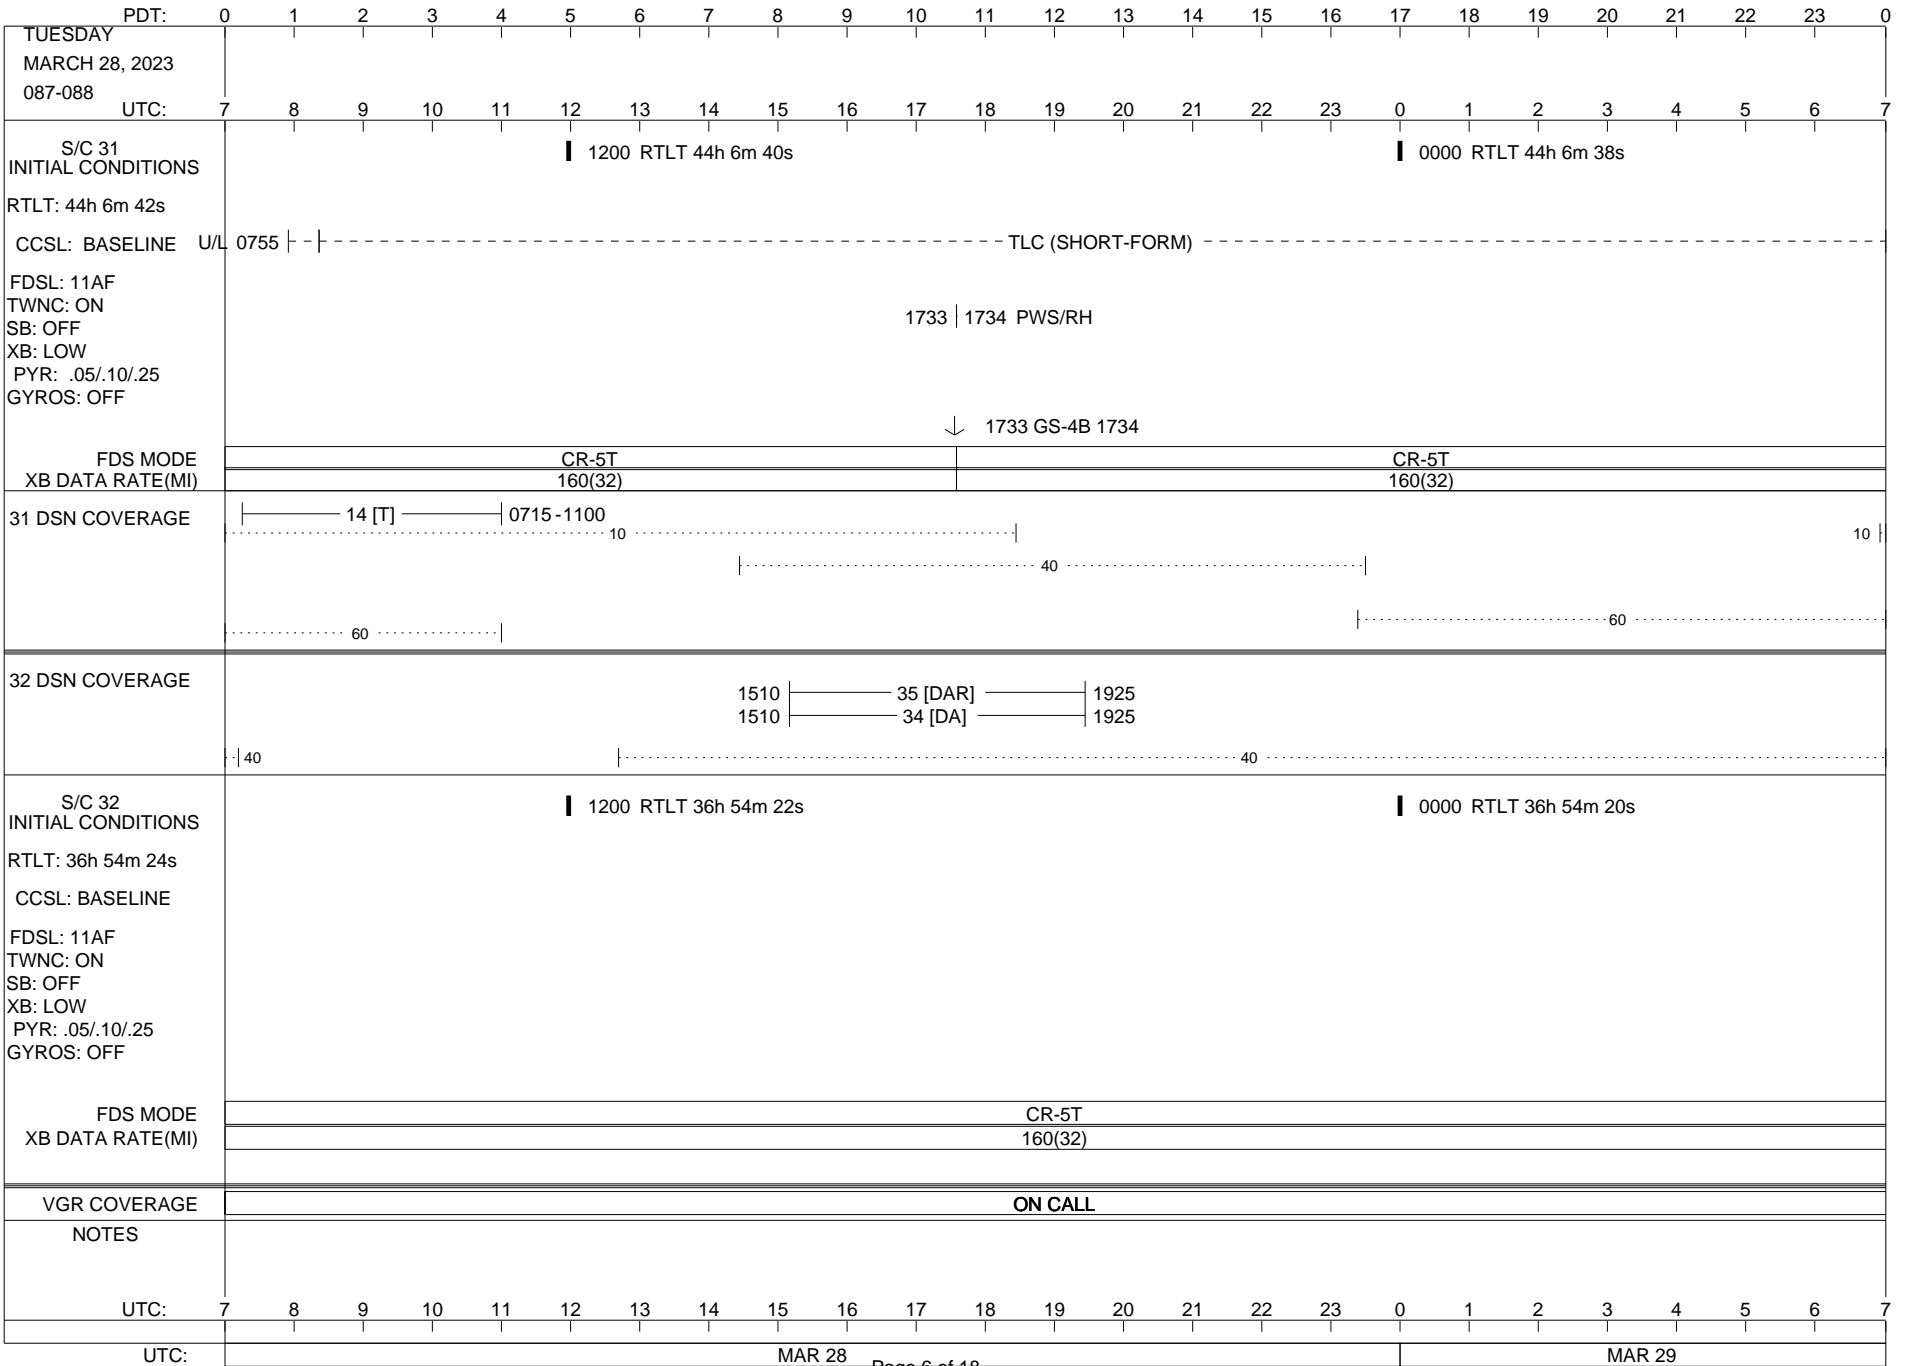 PDT: 0 1 2 3 4 5 6 7 8 9 10 11 12 13 14 15 16 17 18 19 20 21 22 23 0
TUESDAY
MARCH 28, 2023
087-088
UTC: 7 8 9 10 11 12 13 14 15 16 17 18 19 20 21 22 23 0 1 2 3 4 5 6 7
S/C 31
INITIAL CONDITIONS
1200 RTLT 44h 6m 40s
0000 RTLT 44h 6m 38s
RTLT: 44h 6m 42s
CCSL: BASELINE U/L 0755 TLC (SHORT-FORM)
FDSL: 11AF
TWNC: ON
SB: OFF
XB: LOW
PYR: .05/.10/.25
GYROS: OFF
1733 1734 PWS/RH
1733 GS-4B 1734
FDS MODE CR-5T CR-5T
XB DATA RATE(MI) 160(32) 160(32)
31 DSN COVERAGE 14 [T] 0715 -1100
10 10
40
60
60
32 DSN COVERAGE
1510 35 [DAR] 1925
1510 34 [DA] 1925
40 40
S/C 32
INITIAL CONDITIONS
1200 RTLT 36h 54m 22s
0000 RTLT 36h 54m 20s
RTLT: 36h 54m 24s
CCSL: BASELINE
FDSL: 11AF
TWNC: ON
SB: OFF
XB: LOW
PYR: .05/.10/.25
GYROS: OFF
FDS MODE CR-5T
XB DATA RATE(MI) 160(32)
VGR COVERAGE ON CALL
NOTES
UTC: 7 8 9 10 11 12 13 14 15 16 17 18 19 20 21 22 23 0 1 2 3 4 5 6 7
UTC: MAR 28 MAR 29
Page 6 of 18